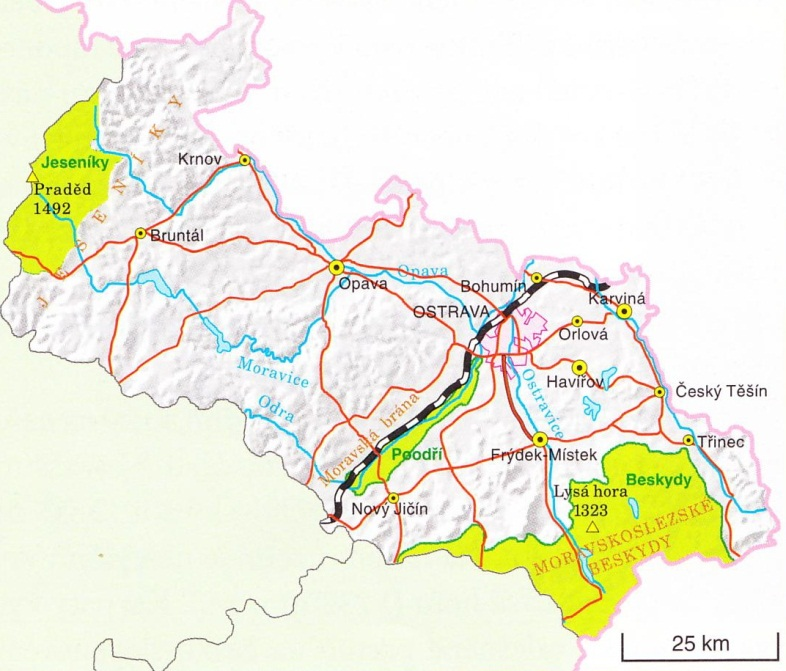 JESENÍKY
Krnov
Jeseníky
Praděd
1492
Bruntál
Opava
Opava
Bohumín
Karviná
OSTRAVA
Orlová
Moravice
Havířov
Ostravice
Český Těšín
Odra
Moravská brána
Poodří
Frýdek-Místek
Třinec
Beskydy
Lysá hora
1323
Nový Jičín
MORAVSKOSLEZSKÉ
BESKYDY
25 km